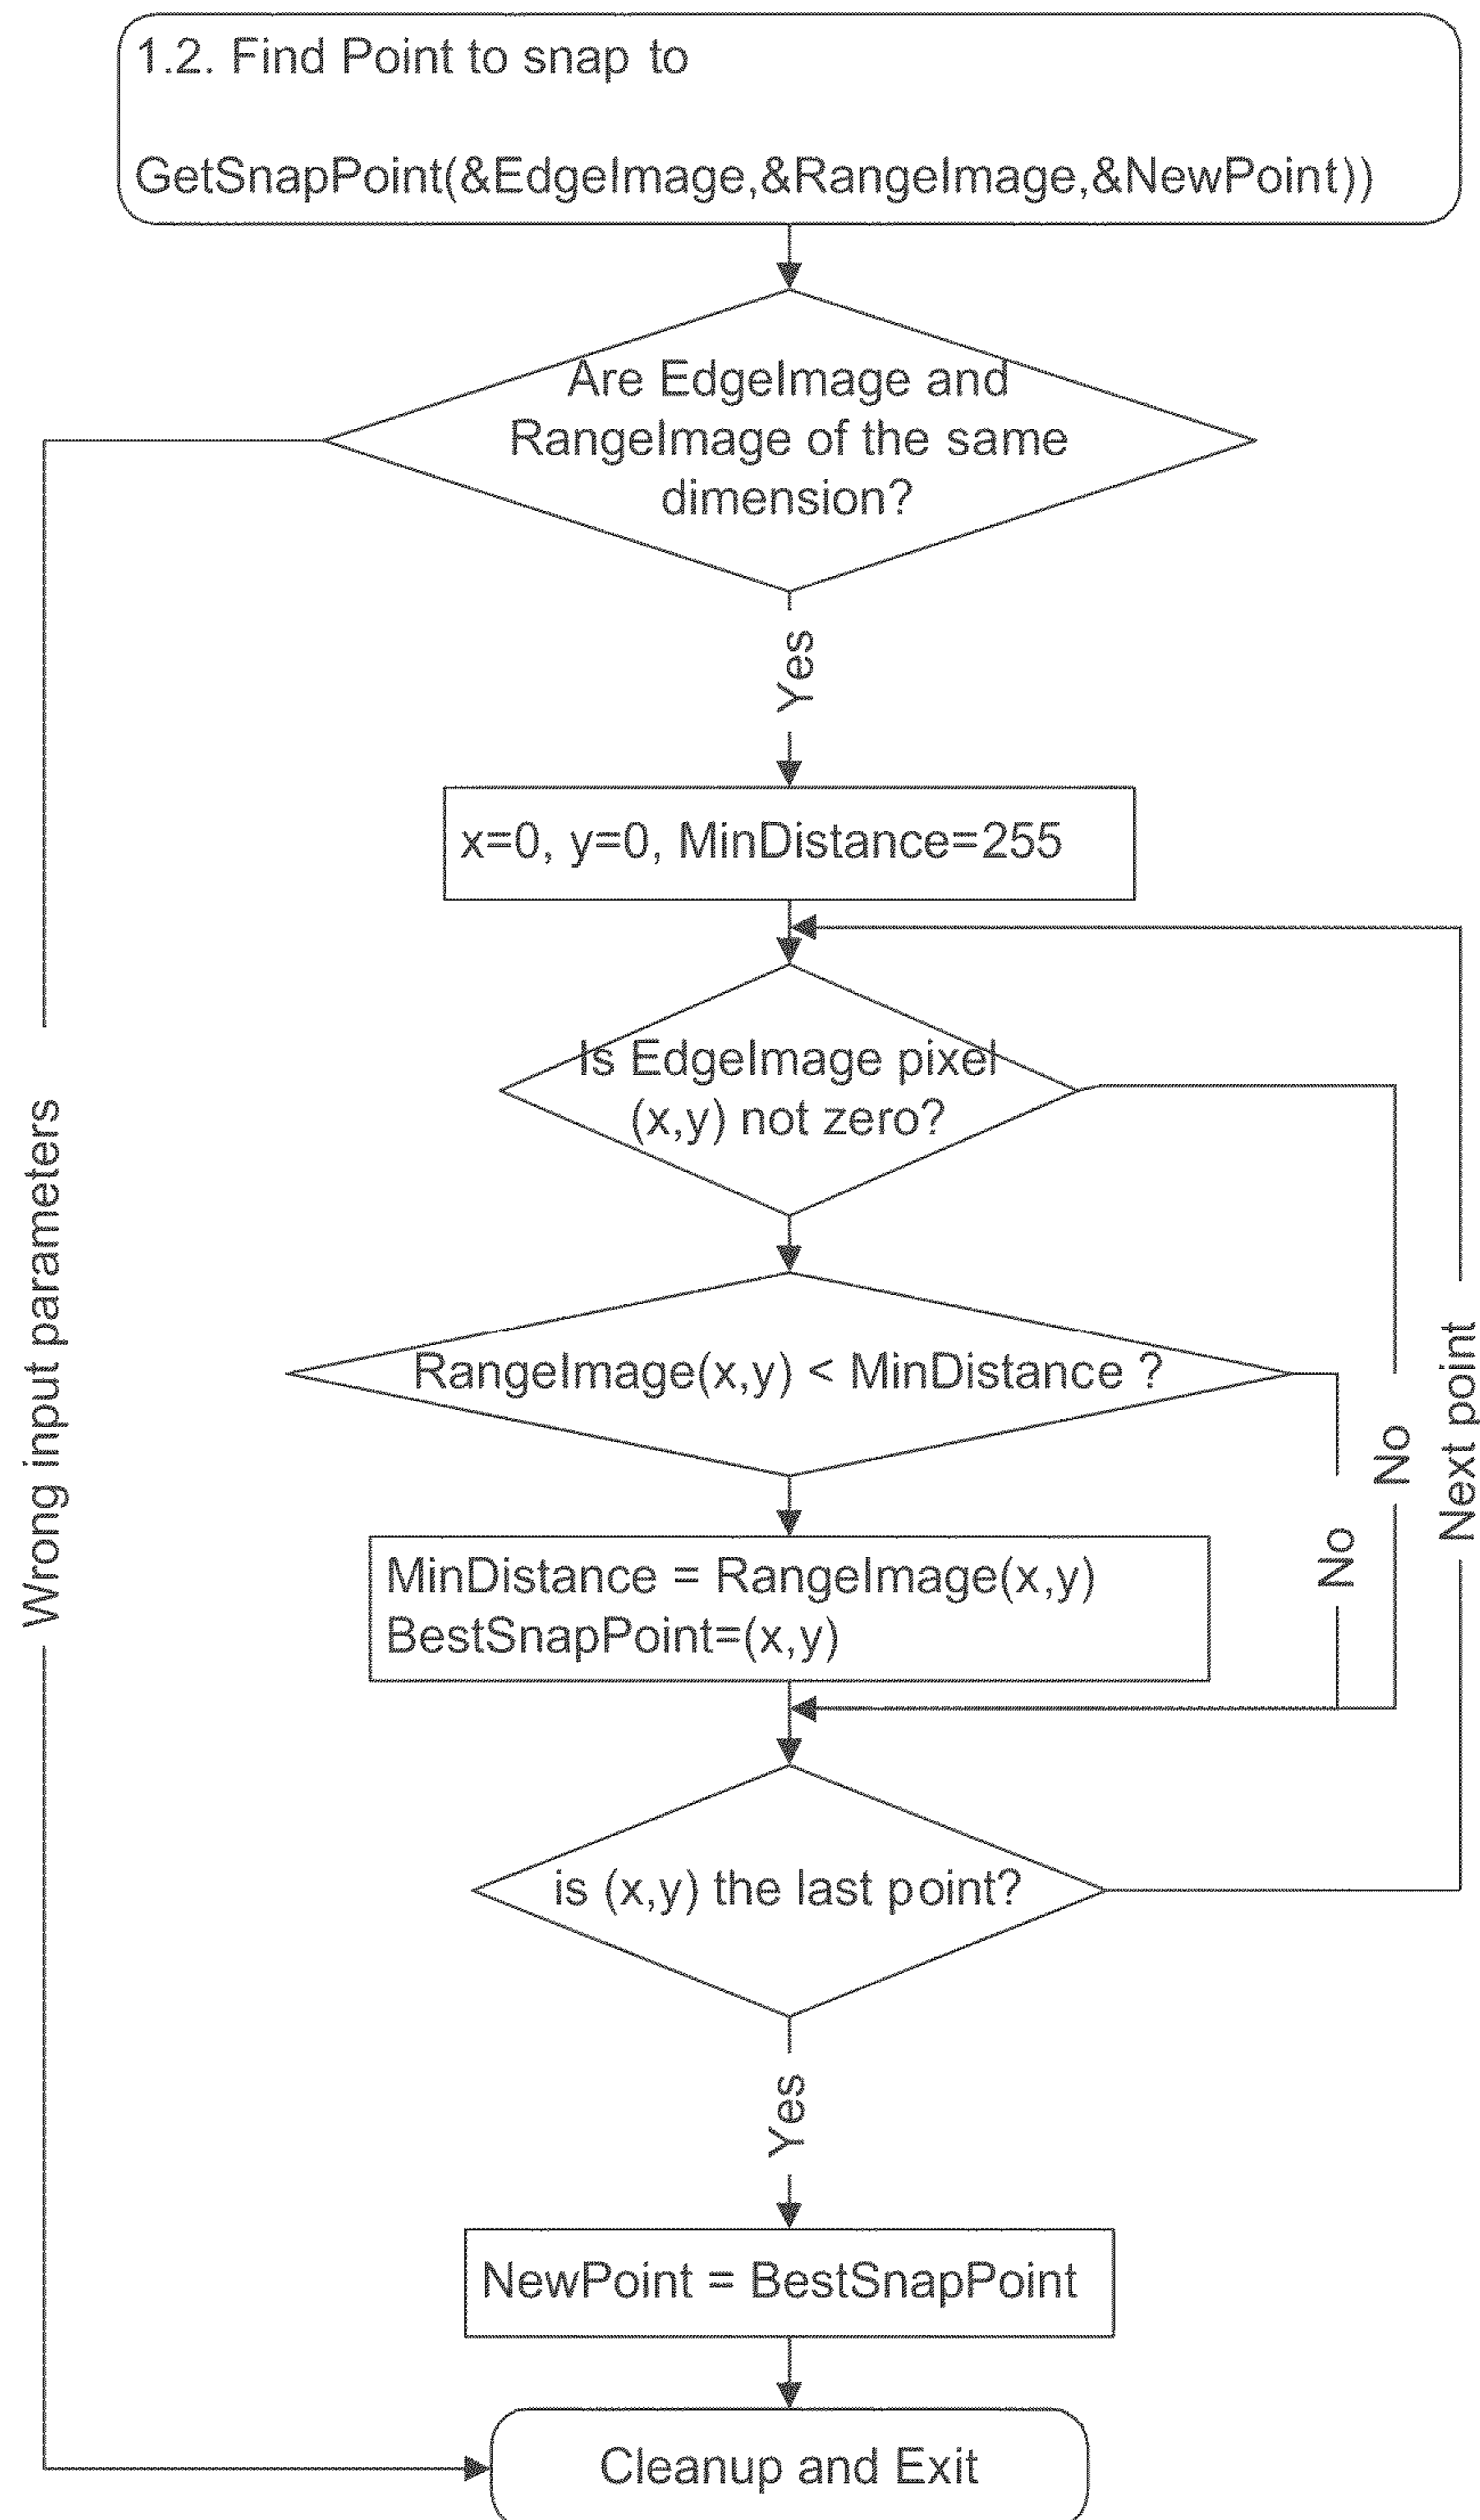 1.2. Find Point to snap to
GetSnapPoint(&EdgeImage,&RangeImage,&NewPoint))
Are EdgeImage and
RangeImage of the same
dimension?
Yes
x=0, y=0, MinDistance=255
Is EdgeImage pixel
(x,y) not zero?
Wrong input parameters
RangeImage(x,y) < MinDistance ?
Next point
No
No
MinDistance = RangeImage(x,y)
BestSnapPoint=(x,y)
is (x,y) the last point?
Yes
NewPoint = BestSnapPoint
Cleanup and Exit